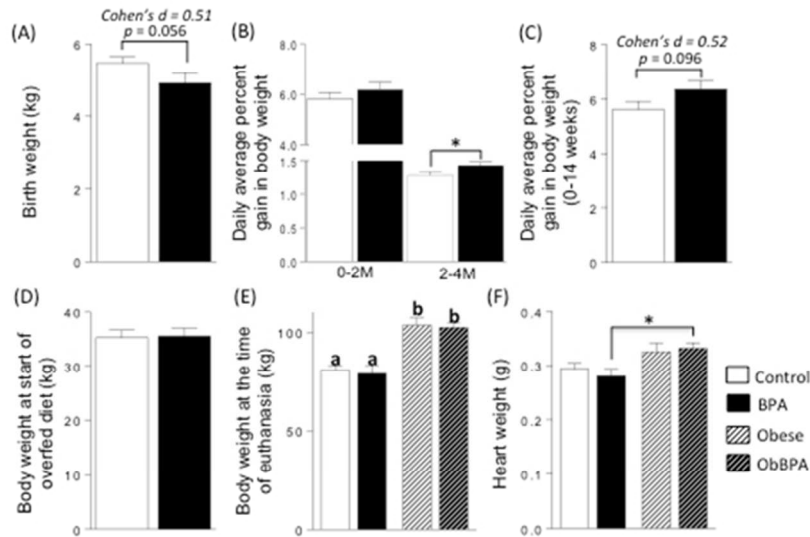 (A)
Cohen's d = 0.51
p = 0.056
Birth weight (kg)
6
4
2
0
(B)
Daily average percent
gain in body weight
8.0
6.0
4.0
1.5
1.0
0.5
0.0
*
0-2M
2-4M
(C)
Cohen's d = 0.52
p = 0.096
Daily average percent
gain in body weight
(0-14 weeks)
8
6
4
2
0
(D)
Body weight at start of
overfed diet (kg)
40
30
20
10
0
(E)
Body weight at the time
of euthanasia (kg)
100
50
0
a
a
b
b
(F)
Heart weight (g)
0.4
0.3
0.2
0.1
0.0
*
Control
BPA
Obese
ObBPA